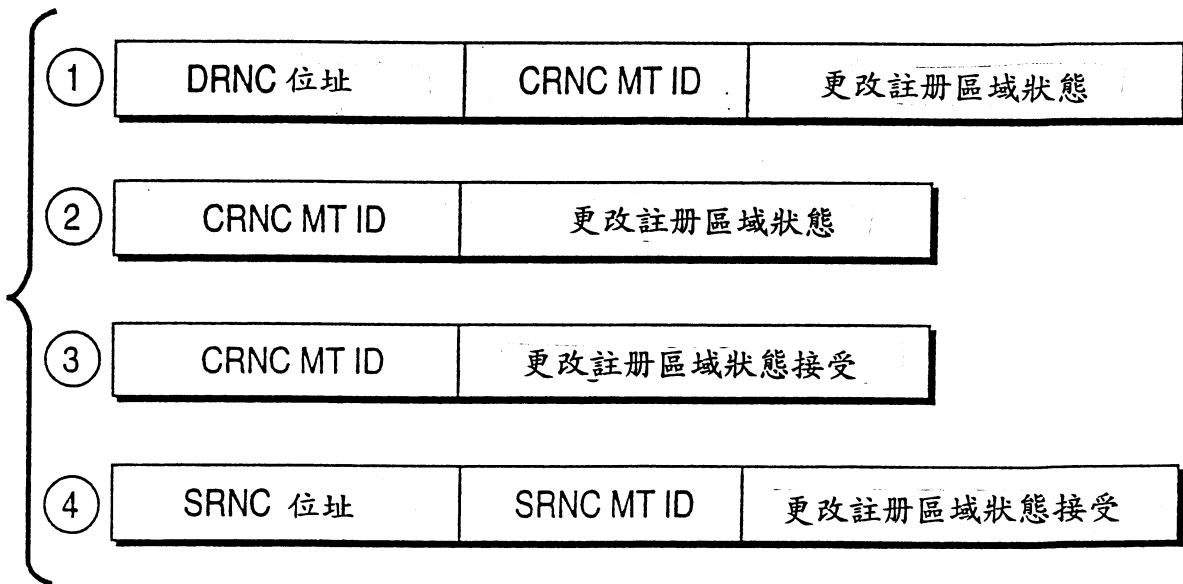 ① DRNC 位址 CRNC MT ID 更改註册區域狀態
② CRNC MT ID 更改註册區域狀態
③ CRNC MT ID 更改註册區域狀態接受
④ SRNC 位址 SRNC MT ID 更改註册區域狀態接受